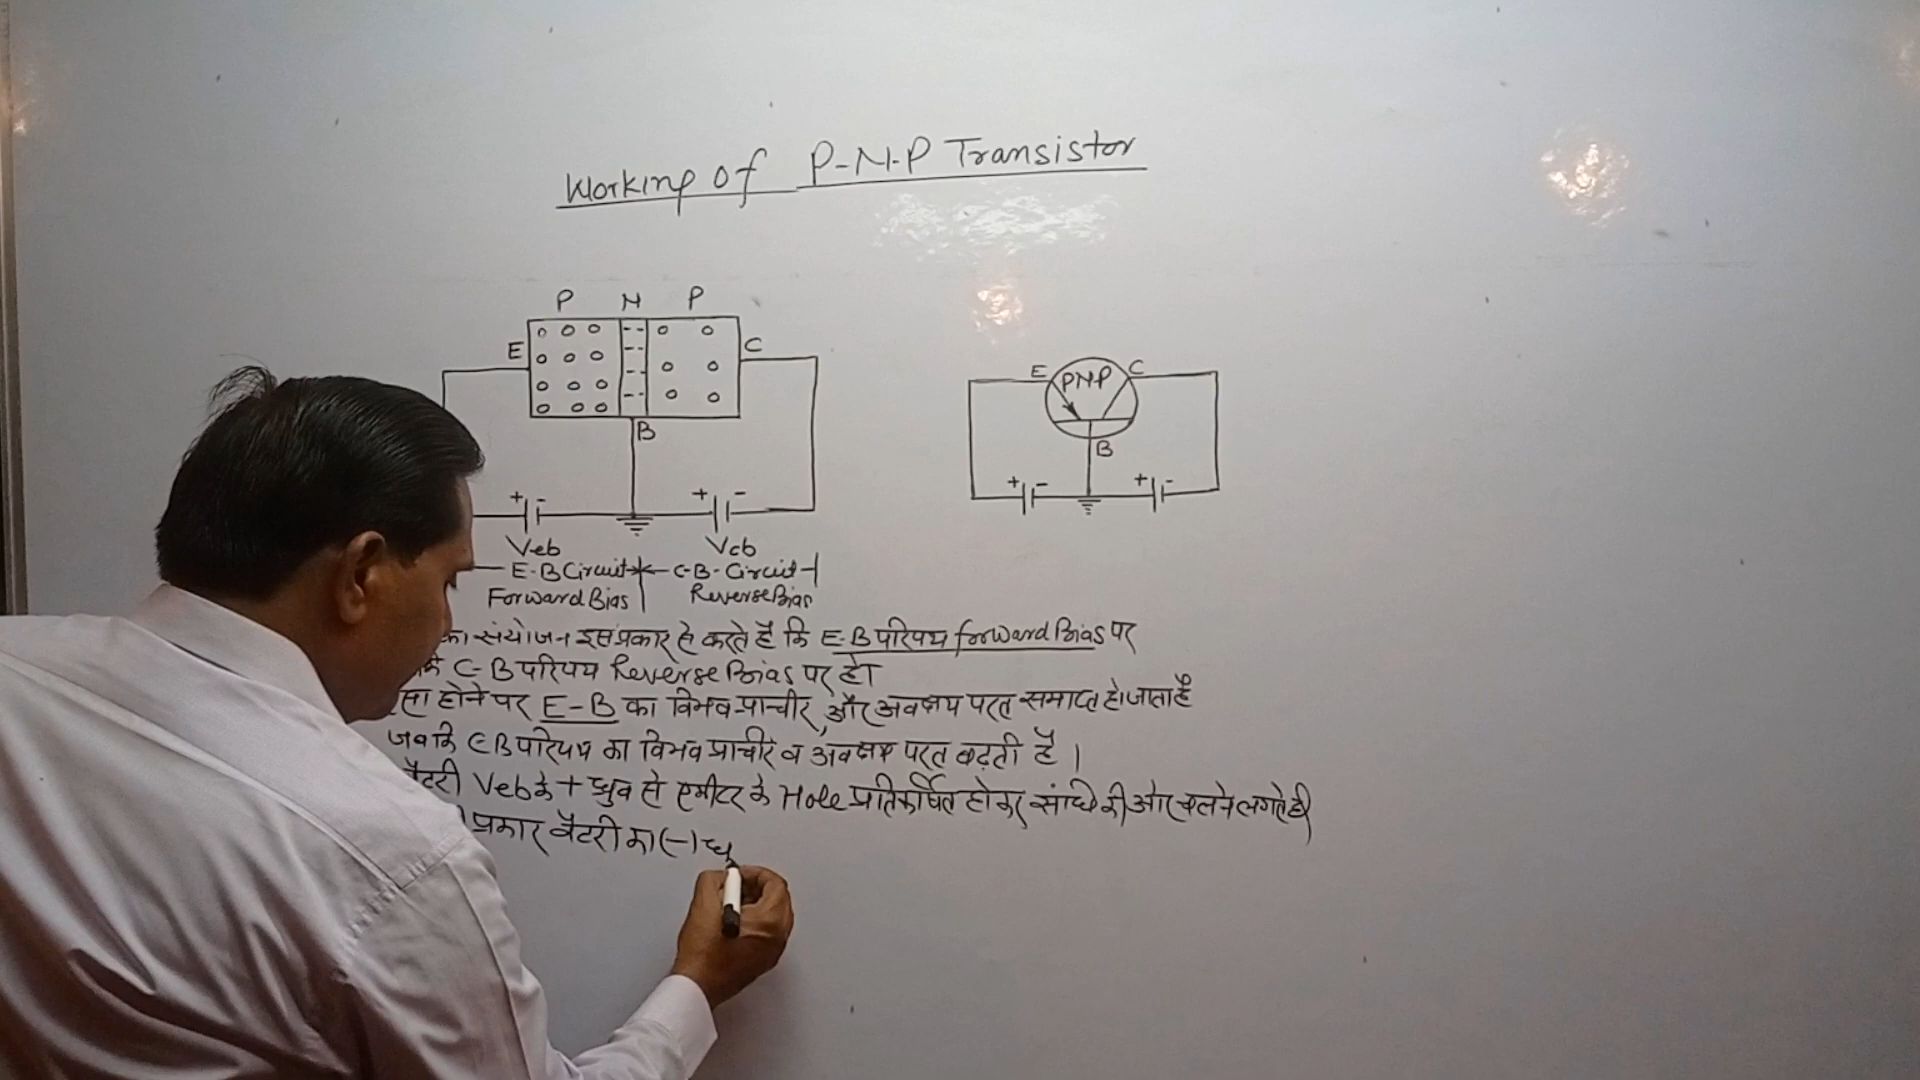 Working of P-N-P Transistor
P N P
E C
B
+ - + -
Veb Vcb
E-B Circuit C-B-Circuit
Forward Bias Reverse Bias
E PNP C
B
+ - + -
का संयोजन इस प्रकार से करते है कि E-B परिपथ forward Bias पर
C-B परिपथ Reverse Bias पर हो
होने पर E-B का विभव प्राचीर, और अवक्षय परत समाप्त हो जाता है
जबकि CB परिपथ का विभव प्राचीर व अवक्षय परत बढ़ती है ।
बैटरी Veb के + ध्रुव से एमीटर के Hole प्रतिकर्षित होकर संधि की ओर चलने लगते है
प्रकार बैटरी का (-) ध्रु